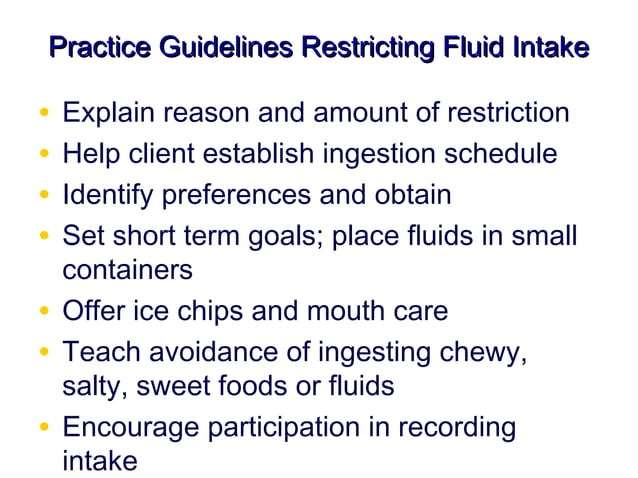 Practice Guidelines Restricting Fluid Intake
• Explain reason and amount of restriction
• Help client establish ingestion schedule
• Identify preferences and obtain
• Set short term goals; place fluids in small
containers
• Offer ice chips and mouth care
• Teach avoidance of ingesting chewy,
salty, sweet foods or fluids
• Encourage participation in recording
intake